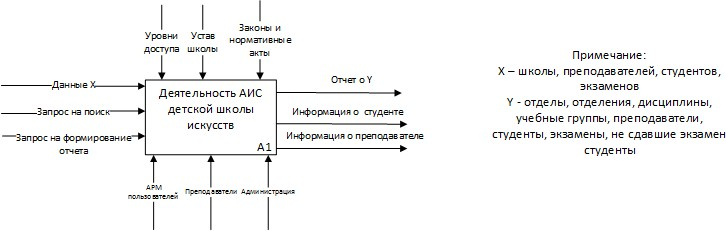 Уровни
доступа
Устав
школы
Законы и
нормативные
акты
Данные X
Запрос на поиск
Запрос на формирование
отчета
Деятельность АИС
детской школы
искусств
A1
Отчет о Y
Информация о студенте
Информация о преподавателе
АРМ
пользователей
Преподаватели
Администрация
Примечание:
X – школы, преподавателей, студентов,
экзаменов
Y - отделы, отделения, дисциплины,
учебные группы, преподаватели,
студенты, экзамены, не сдавшие экзамен
студенты